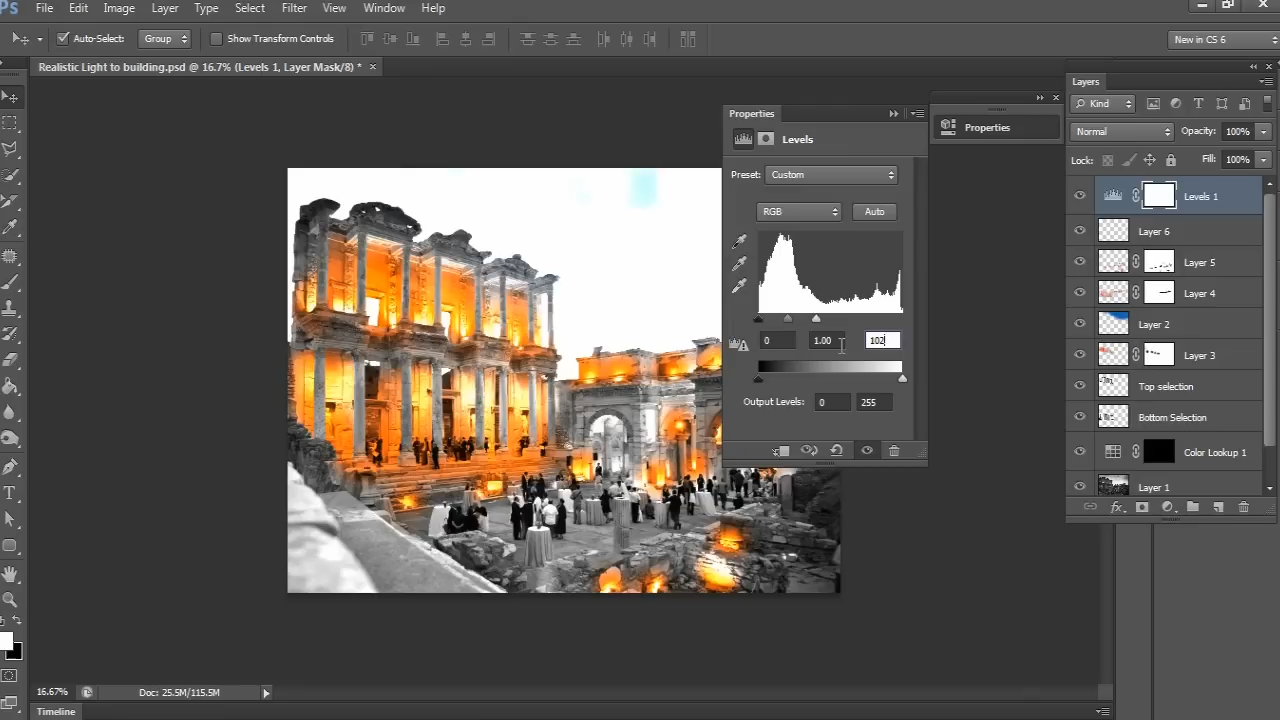 Ps File Edit Image Layer Type Select Filter View Window Help
Auto-Select: Group Show Transform Controls New in CS 6
Realistic Light to building.psd @ 16.7% (Levels 1, Layer Mask/8) * ×
Properties
Levels
Preset: Custom
RGB Auto
0 1.00 102
Output Levels: 0 255
Properties
Layers
Kind
Normal Opacity: 100%
Lock: Fill: 100%
Levels 1
Layer 6
Layer 5
Layer 4
Layer 2
Layer 3
Top selection
Bottom Selection
Color Lookup 1
Layer 1
fx
16.67% Doc: 25.5M/115.5M
Timeline